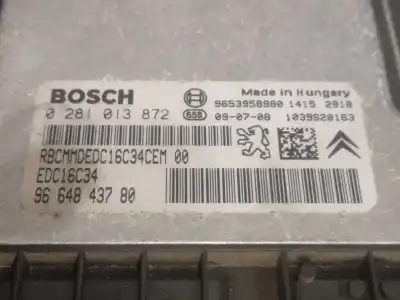 BOSCH
Made in Hungary
9653958980 1415 2818
0 281 013 872
658 09-07-08 1039S20163
RBCMMDEDC16C34CEM 00
EDC16C34
96 648 437 80